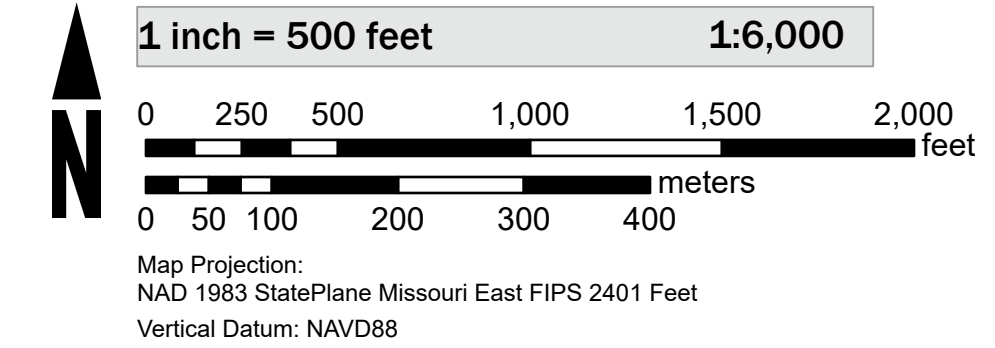 N
1 inch = 500 feet 1:6,000
0 250 500 1,000 1,500 2,000
feet
meters
0 50 100 200 300 400
Map Projection:
NAD 1983 StatePlane Missouri East FIPS 2401 Feet
Vertical Datum: NAVD88